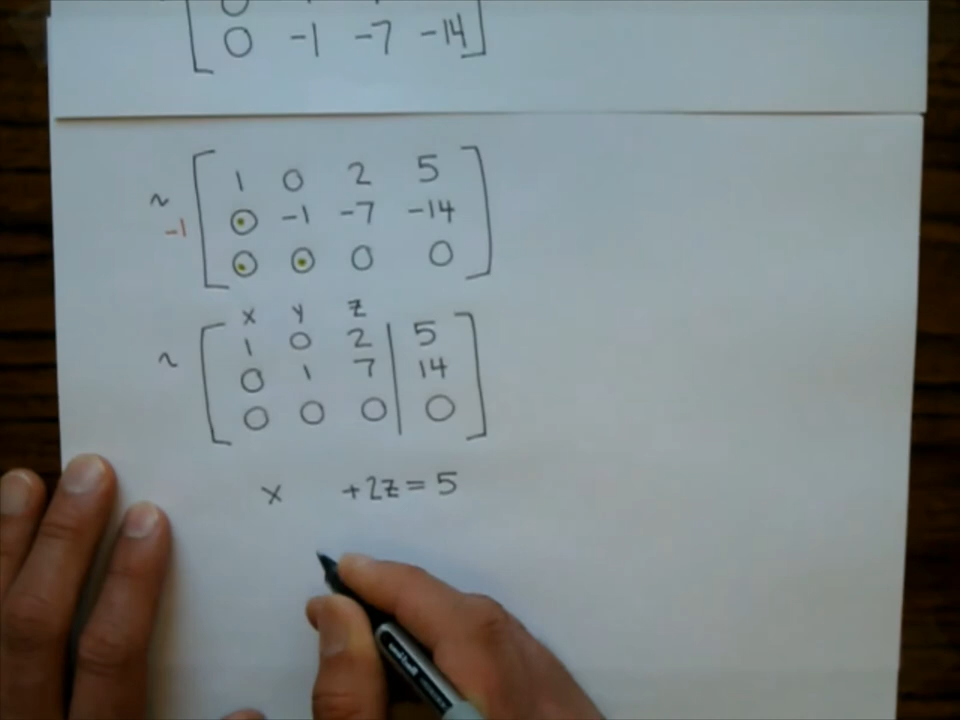 0
0 -1 -7 -14
~ 1 0 2 5
-1 0 -1 -7 -14
0 0 0 0
x y z
~ 1 0 2 | 5
0 1 7 | 14
0 0 0 | 0
x +2z = 5